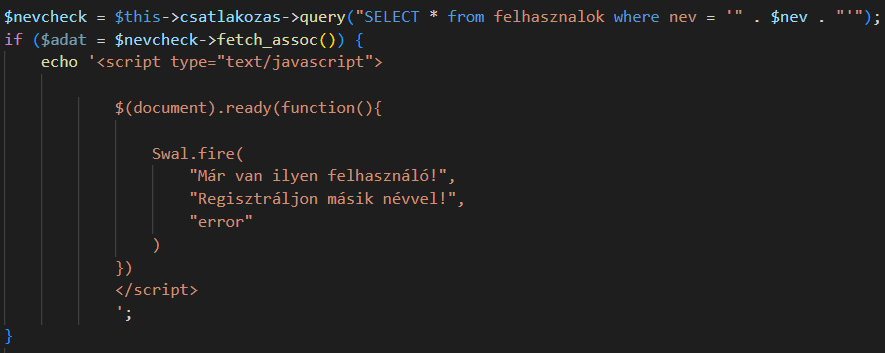 $nevcheck = $this->csatlakozas->query("SELECT * from felhasznalok where nev = '" . $nev . "'");
if ($adat = $nevcheck->fetch_assoc()) {
echo '<script type="text/javascript">
$(document).ready(function(){
Swal.fire(
"Már van ilyen felhasználó!",
"Regisztráljon másik névvel!",
"error"
)
})
</script>
';
}